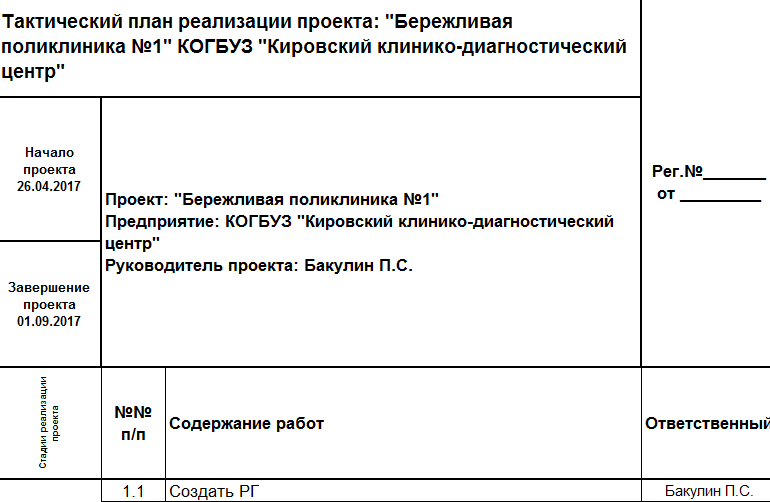 Тактический план реализации проекта: "Бережливая
поликлиника №1" КОГБУЗ "Кировский клинико-диагностический
центр"
Начало
проекта
26.04.2017
Проект: "Бережливая поликлиника №1"
Предприятие: КОГБУЗ "Кировский клинико-диагностический
центр"
Руководитель проекта: Бакулин П.С.
Рег.№_______
от _________
Завершение
проекта
01.09.2017
Стадии реализации
проекта
№№
п/п
Содержание работ
Ответственный
1.1 Создать РГ Бакулин П.С.